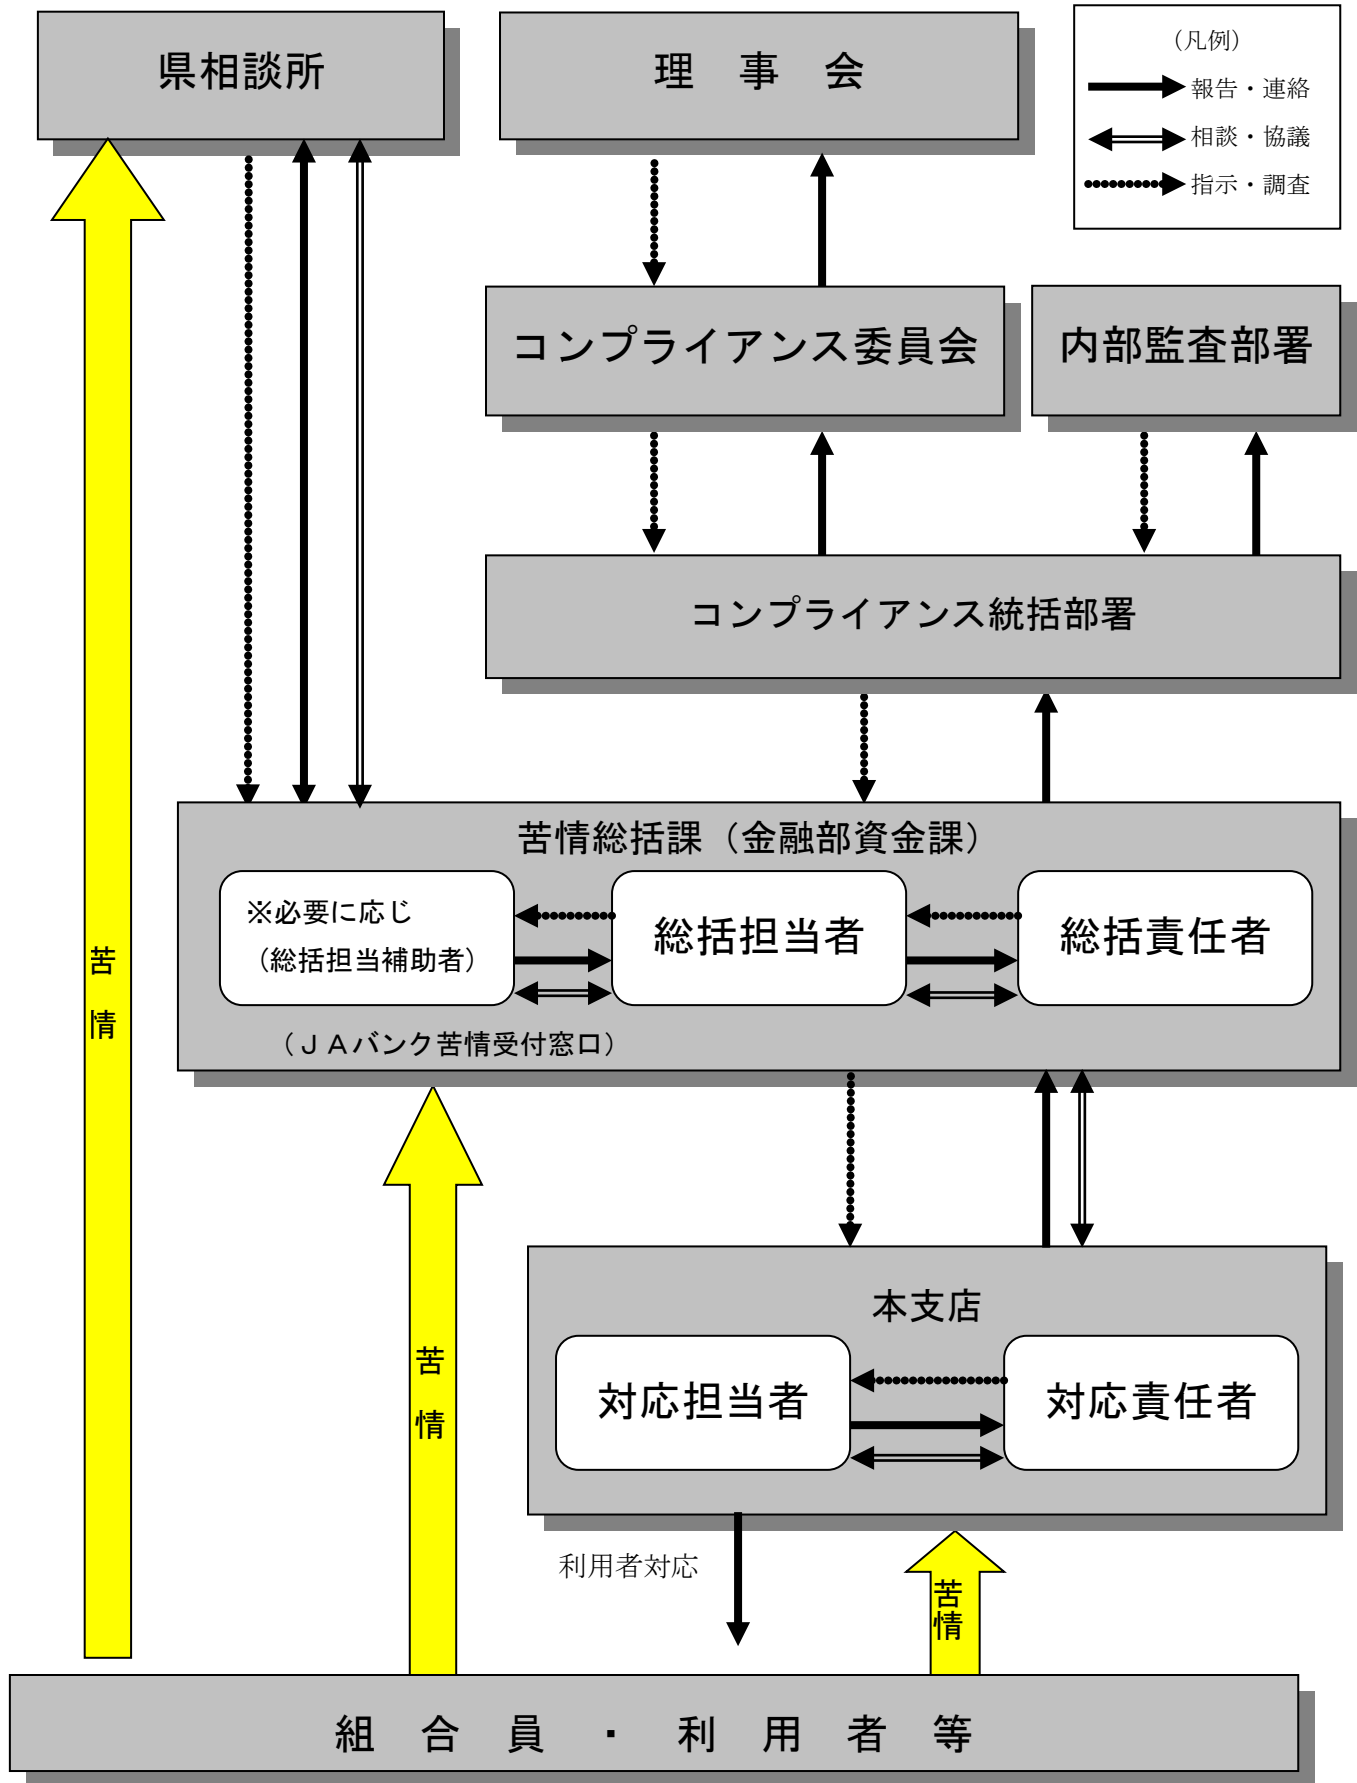 県相談所
理　事　会
（凡例）
報告・連絡
相談・協議
指示・調査
コンプライアンス委員会
内部監査部署
コンプライアンス統括部署
苦情総括課（金融部資金課）
※必要に応じ
（総括担当補助者）
総括担当者
総括責任者
（ＪＡバンク苦情受付窓口）
苦情
苦情
本支店
対応担当者
対応責任者
利用者対応
苦情
組　合　員　・　利　用　者　等